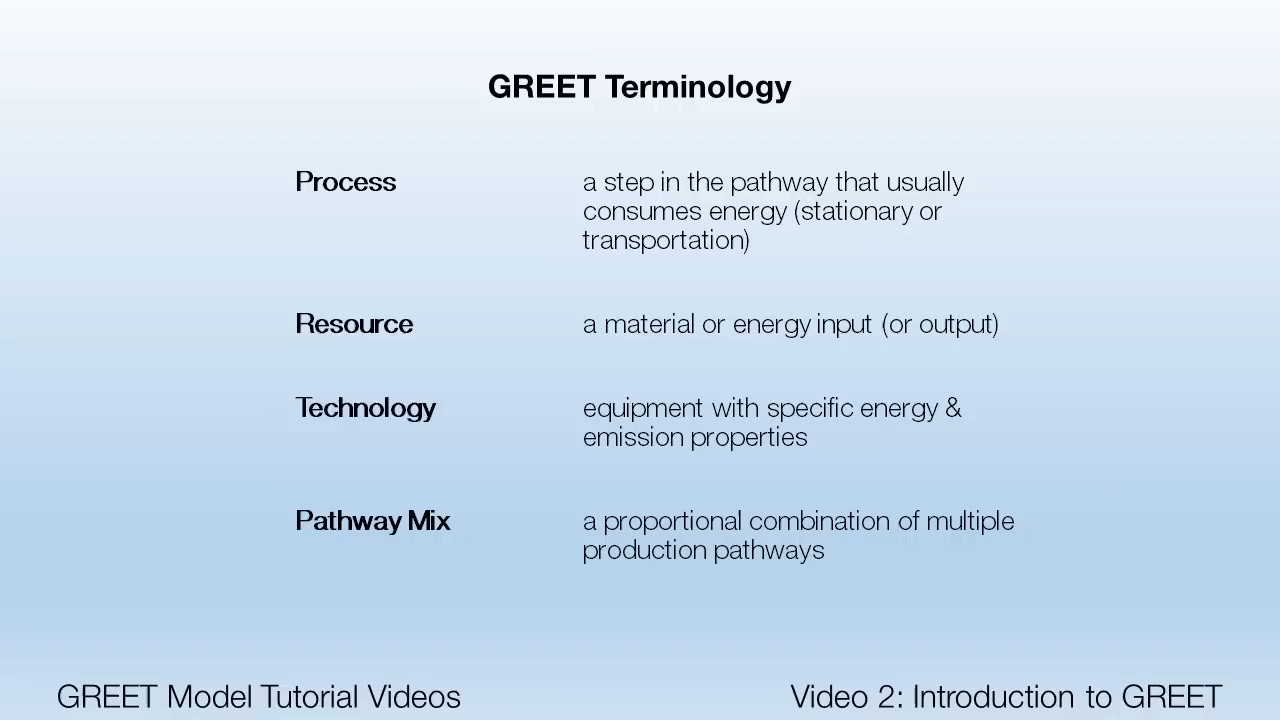 GREET Terminology
Process
a step in the pathway that usually
consumes energy (stationary or
transportation)
Resource
a material or energy input (or output)
Technology
equipment with specific energy &
emission properties
Pathway Mix
a proportional combination of multiple
production pathways
GREET Model Tutorial Videos
Video 2: Introduction to GREET